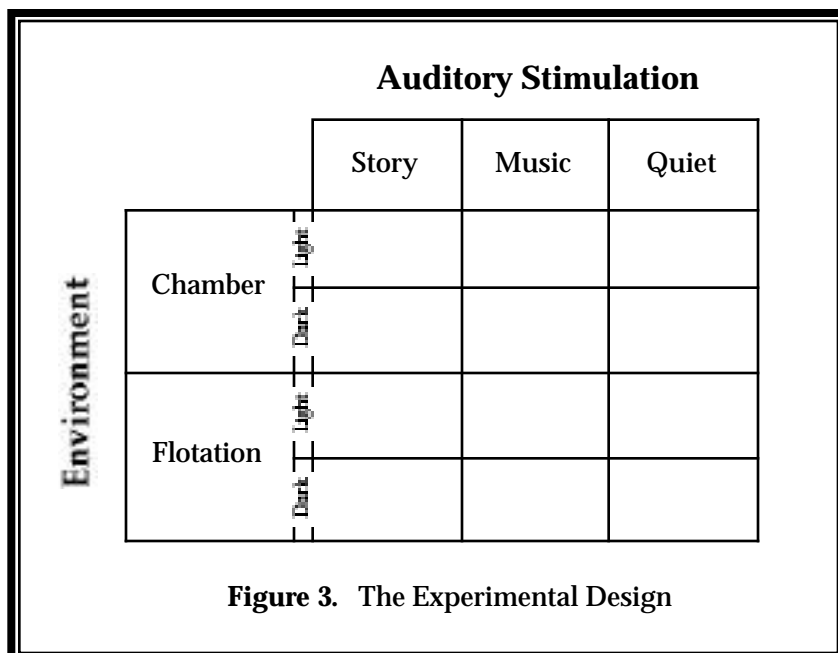 Auditory Stimulation
Story Music Quiet
Environment
Chamber
Light
Dark
Flotation
Light
Dark
Figure 3. The Experimental Design